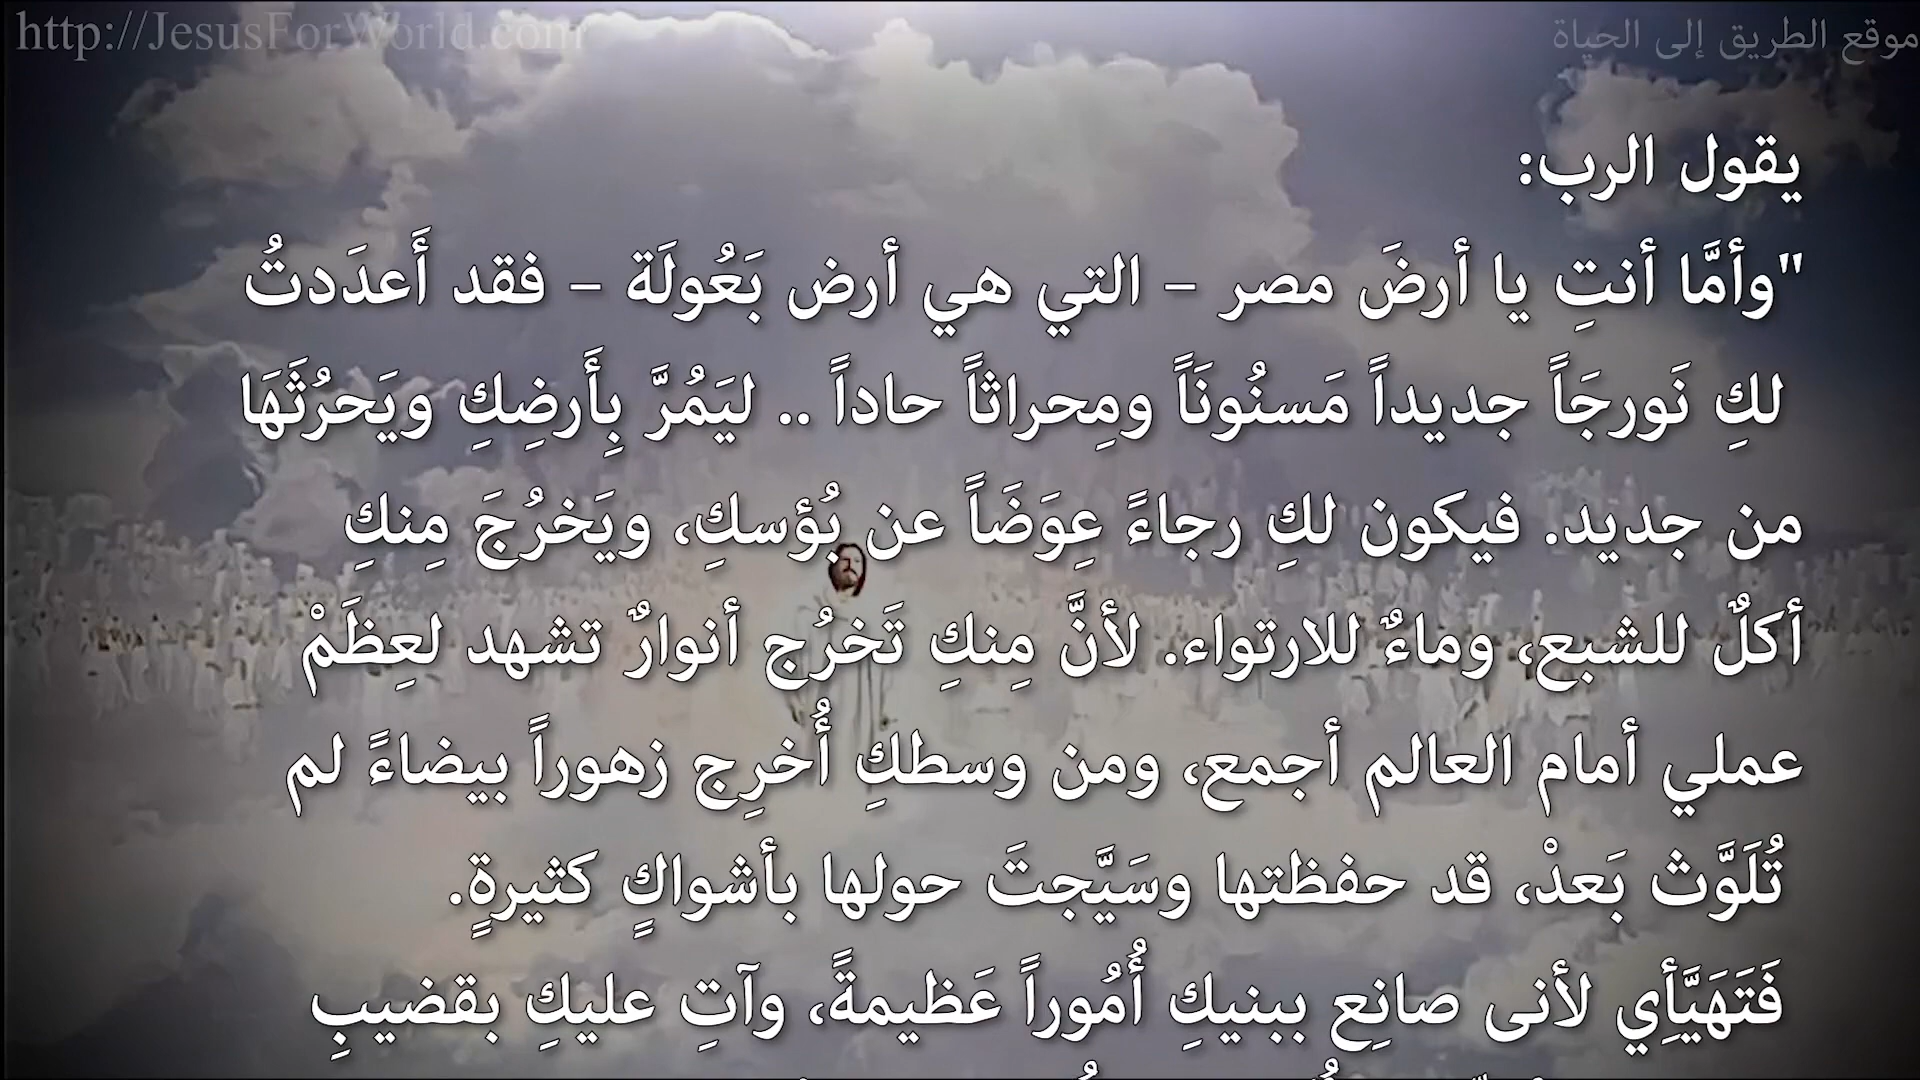 http://JesusForWorld.com
موقع الطريق إلى الحياة
يقول الرب:
"وأمَّا أنتِ يا أرضَ مصر – التي هي أرض بَعُولَة – فقد أَعدَدتُ
لكِ نَورجَاً جديداً مَسنُونَاً ومِحراثاً حاداً .. ليَمُرَّ بِأَرضِكِ ويَحرُثَهَا
من جديد. فيكون لكِ رجاءً عِوَضَاً عن بُؤسكِ، ويَخرُجَ مِنكِ
أكلٌ للشبع، وماءٌ للارتواء. لأنَّ مِنكِ تَخرُج أنوارٌ تشهد لعِظَمْ
عملي أمام العالم أجمع، ومن وسطكِ أُخرِج زهوراً بيضاءً لم
تُلَوَّث بَعدْ، قد حفظتها وسَيَّجتَ حولها بأشواكٍ كثيرةٍ.
فَتَهَيَّأِي لأنى صانِع ببنيكِ أُمُوراً عَظيمةً، وآتِ عليكِ بقضيبِ